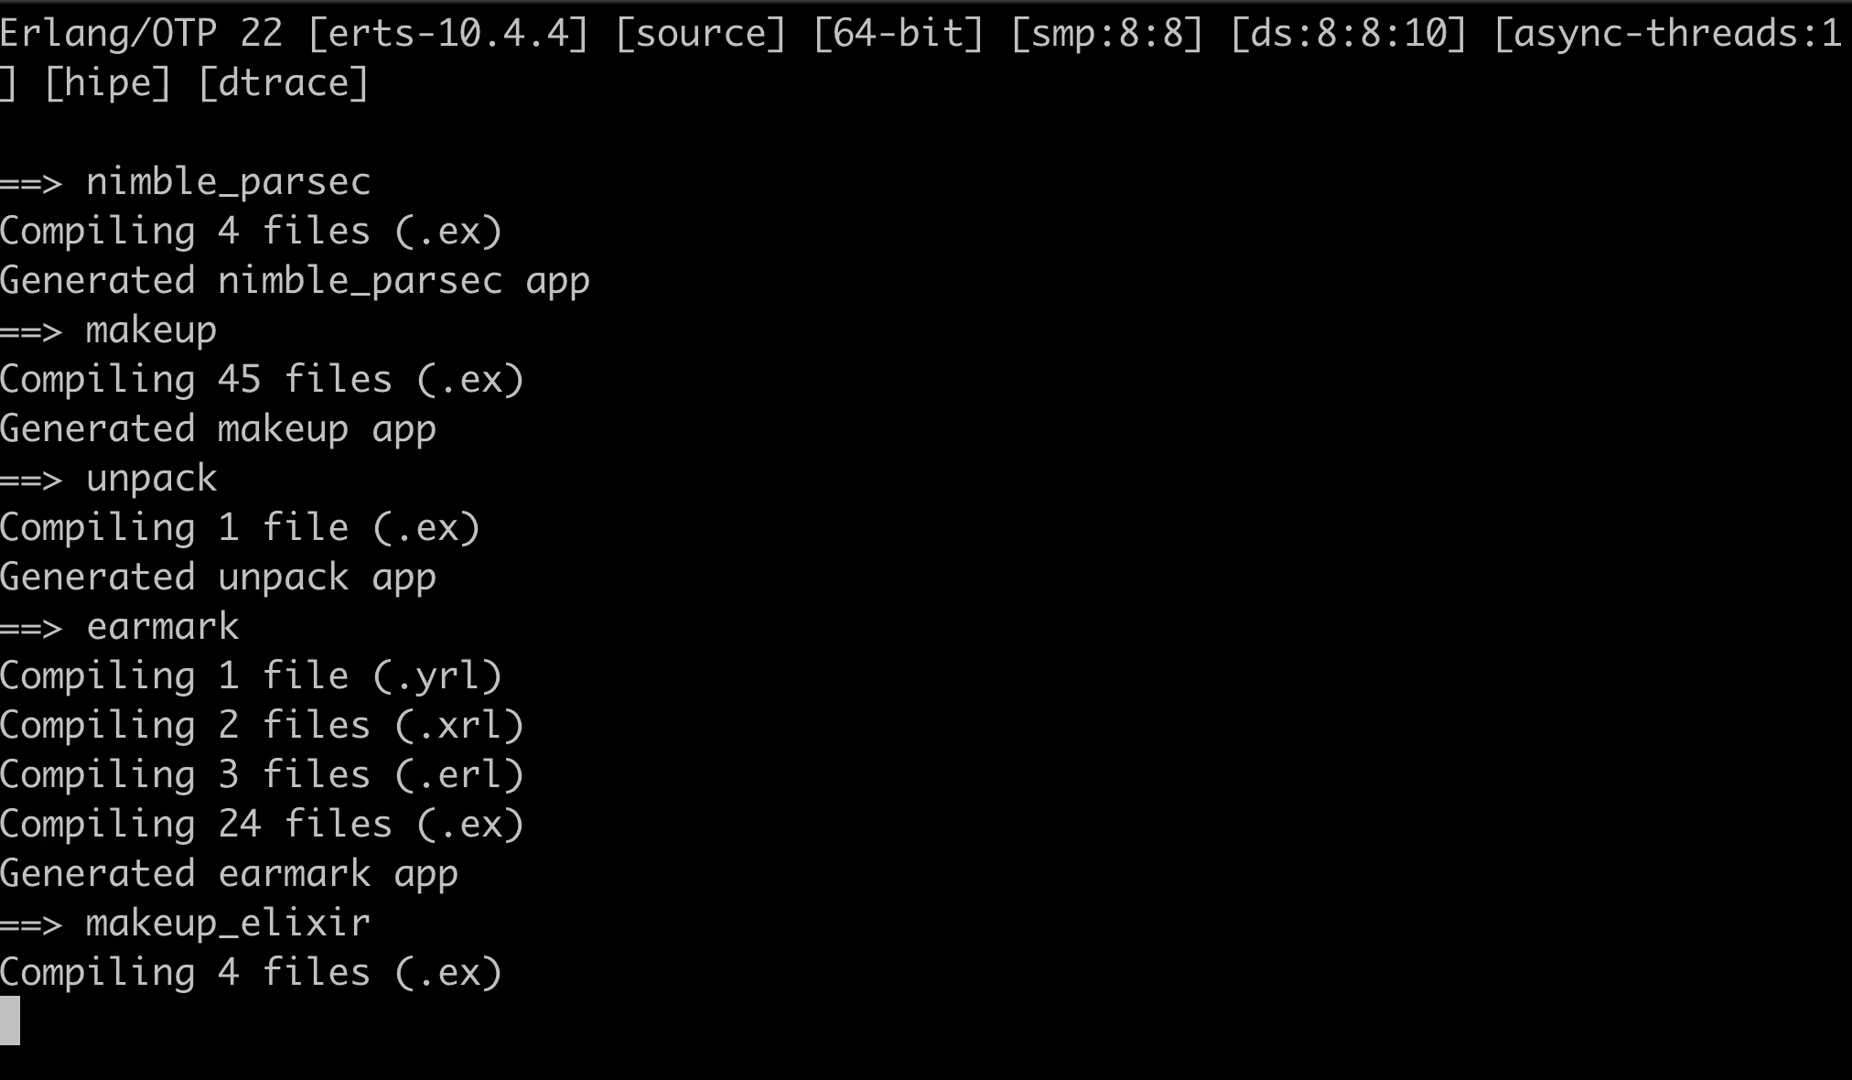 Erlang/OTP 22 [erts-10.4.4] [source] [64-bit] [smp:8:8] [ds:8:8:10] [async-threads:1
] [hipe] [dtrace]
==> nimble_parsec
Compiling 4 files (.ex)
Generated nimble_parsec app
==> makeup
Compiling 45 files (.ex)
Generated makeup app
==> unpack
Compiling 1 file (.ex)
Generated unpack app
==> earmark
Compiling 1 file (.yrl)
Compiling 2 files (.xrl)
Compiling 3 files (.erl)
Compiling 24 files (.ex)
Generated earmark app
==> makeup_elixir
Compiling 4 files (.ex)